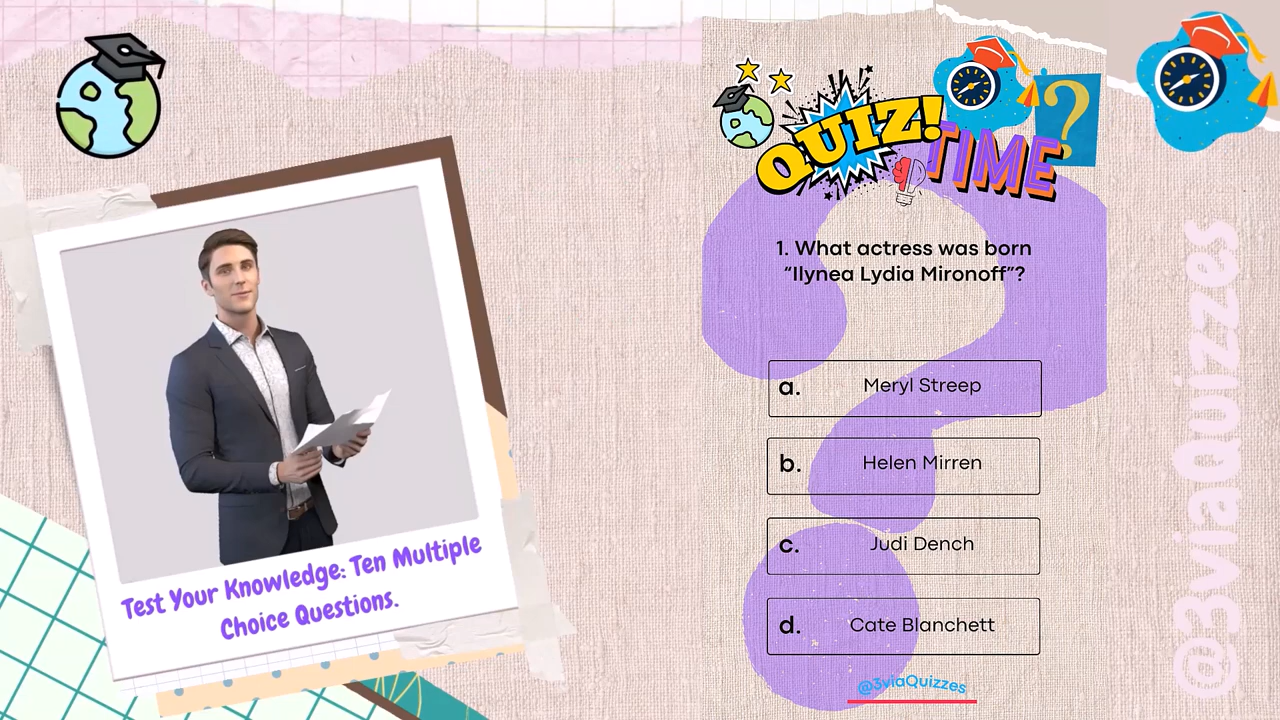 Test Your Knowledge: Ten Multiple
Choice Questions.
QUIZ!
TIME
?
1. What actress was born
“Ilynea Lydia Mironoff”?
a. Meryl Streep
b. Helen Mirren
c. Judi Dench
d. Cate Blanchett
@3viaQuizzes
@3viaQuizzes